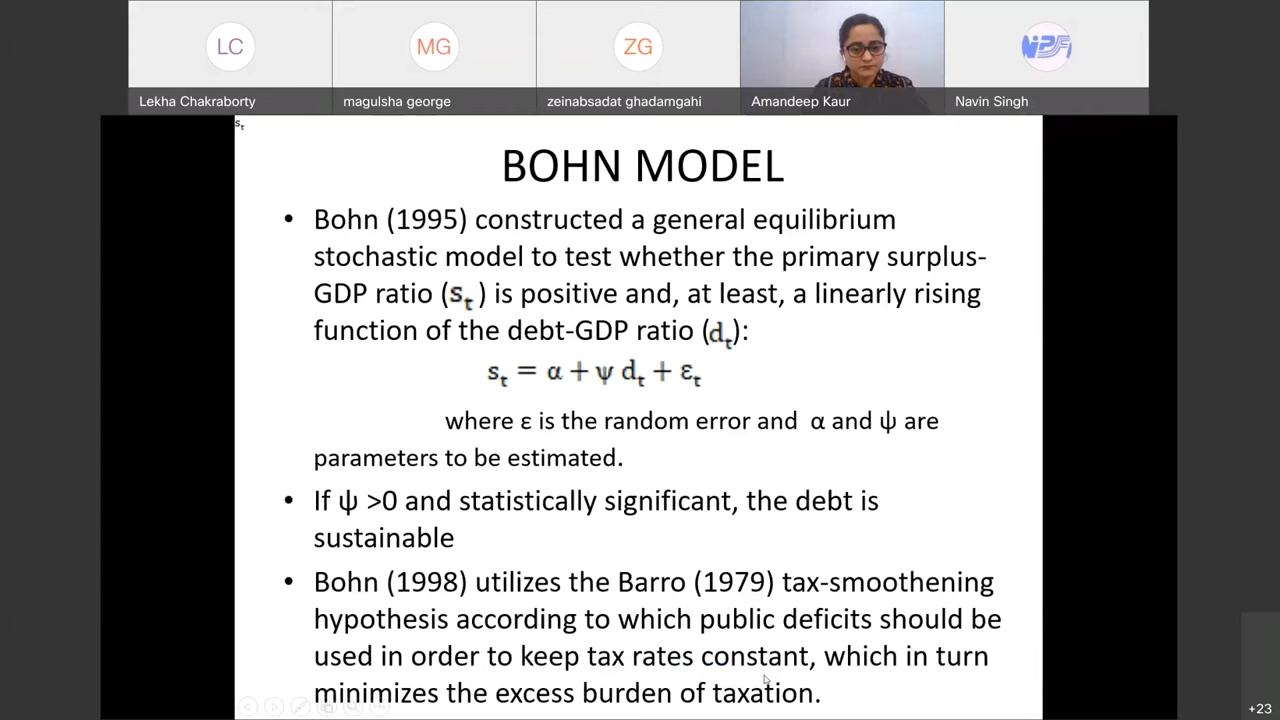 LC
MG
ZG
NIPFP
Lekha Chakraborty
magulsha george
zeinabsadat ghadamgahi
Amandeep Kaur
Navin Singh
sₜ
BOHN MODEL
• Bohn (1995) constructed a general equilibrium
stochastic model to test whether the primary surplus-
GDP ratio (sₜ ) is positive and, at least, a linearly rising
function of the debt-GDP ratio (dₜ):
sₜ = α + ψ dₜ + εₜ
where ε is the random error and α and ψ are
parameters to be estimated.
• If ψ >0 and statistically significant, the debt is
sustainable
• Bohn (1998) utilizes the Barro (1979) tax-smoothening
hypothesis according to which public deficits should be
used in order to keep tax rates constant, which in turn
minimizes the excess burden of taxation.
+23